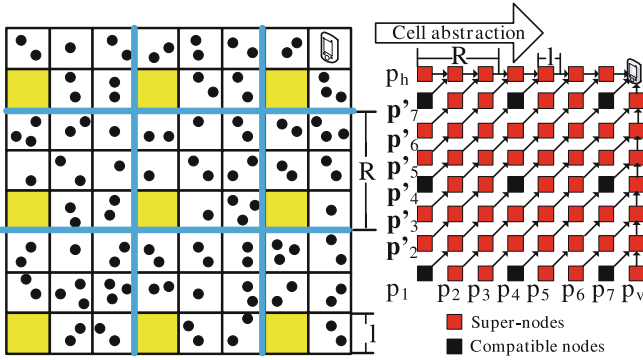 Cell abstraction
R
1
p_h
p'_7
p'_6
p'_5
p'_4
p'_3
p'_2
p_1 p_2 p_3 p_4 p_5 p_6 p_7 p_v
R
1
Super-nodes
Compatible nodes